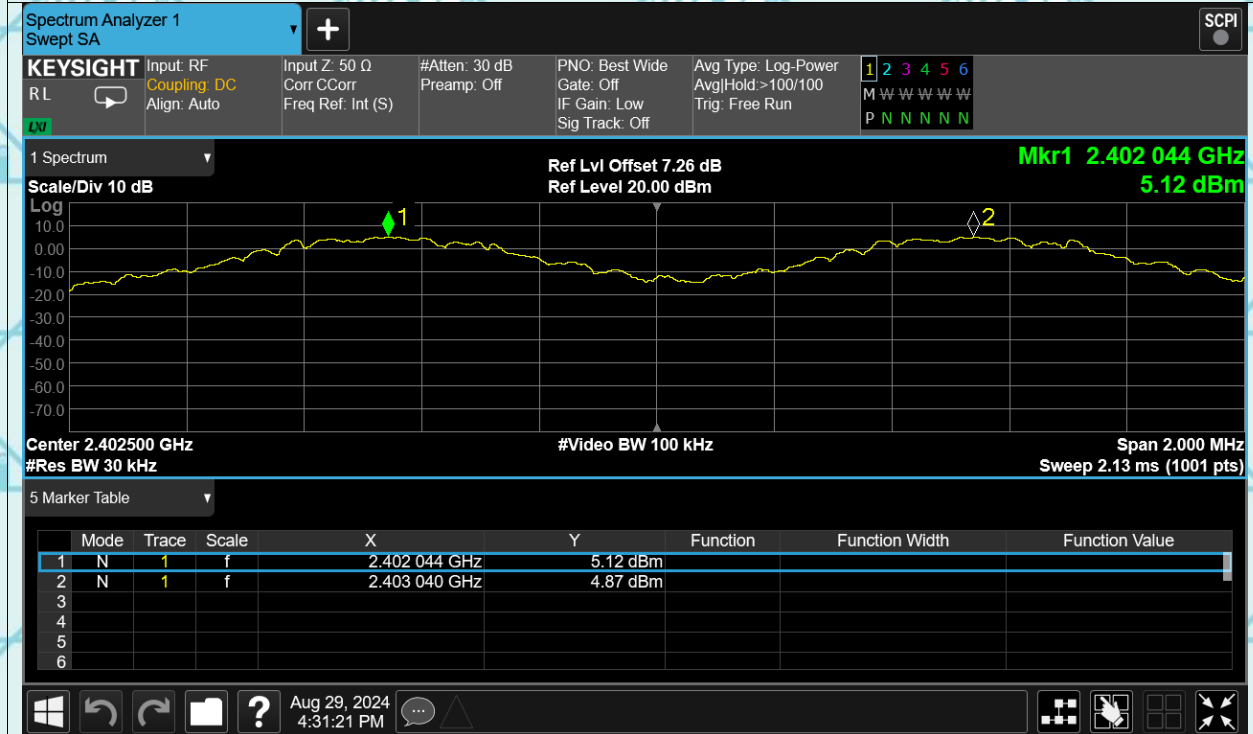 Spectrum Analyzer 1
Swept SA
+
SCPI
KEYSIGHT
RL
LXI
Input: RF
Coupling: DC
Align: Auto
Input Z: 50 Ω
Corr CCorr
Freq Ref: Int (S)
#Atten: 30 dB
Preamp: Off
PNO: Best Wide
Gate: Off
IF Gain: Low
Sig Track: Off
Avg Type: Log-Power
Avg|Hold:>100/100
Trig: Free Run
1 2 3 4 5 6
M W W W W W
P N N N N N
1 Spectrum
Scale/Div 10 dB
Ref Lvl Offset 7.26 dB
Ref Level 20.00 dBm
Mkr1 2.402 044 GHz
5.12 dBm
Log
10.0
0.00
-10.0
-20.0
-30.0
-40.0
-50.0
-60.0
-70.0
1
2
Center 2.402500 GHz
#Video BW 100 kHz
Span 2.000 MHz
#Res BW 30 kHz
Sweep 2.13 ms (1001 pts)
5 Marker Table
Mode Trace Scale X Y Function Function Width Function Value
1 N 1 f 2.402 044 GHz 5.12 dBm
2 N 1 f 2.403 040 GHz 4.87 dBm
3
4
5
6
?
Aug 29, 2024
4:31:21 PM